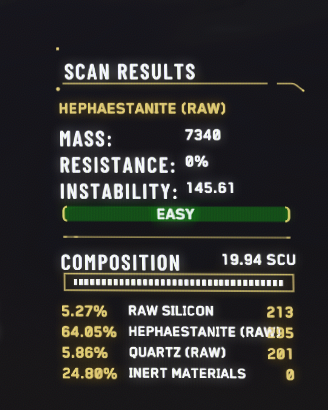 SCAN RESULTS
HEPHAESTANITE (RAW)
MASS: 7340
RESISTANCE: 0%
INSTABILITY: 145.61
EASY
COMPOSITION 19.94 SCU
5.27% RAW SILICON 213
64.05% HEPHAESTANITE (RAW)
5.86% QUARTZ (RAW) 201
24.80% INERT MATERIALS 0